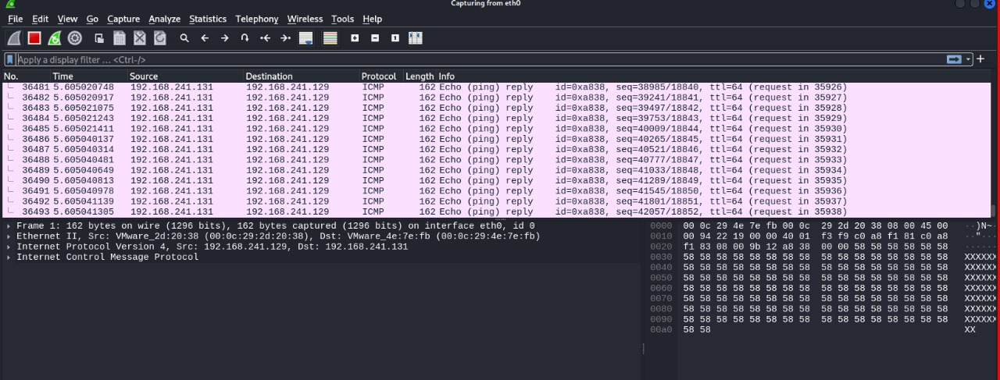 Capturing from eth0
File Edit View Go Capture Analyze Statistics Telephony Wireless Tools Help
Apply a display filter ... <Ctrl-/>
No. Time Source Destination Protocol Length Info
36481 5.605020748 192.168.241.131 192.168.241.129 ICMP 162 Echo (ping) reply id=0xa838, seq=38985/18840, ttl=64 (request in 35926)
36482 5.605020917 192.168.241.131 192.168.241.129 ICMP 162 Echo (ping) reply id=0xa838, seq=39241/18841, ttl=64 (request in 35927)
36483 5.605021075 192.168.241.131 192.168.241.129 ICMP 162 Echo (ping) reply id=0xa838, seq=39497/18842, ttl=64 (request in 35928)
36484 5.605021243 192.168.241.131 192.168.241.129 ICMP 162 Echo (ping) reply id=0xa838, seq=39753/18843, ttl=64 (request in 35929)
36485 5.605021411 192.168.241.131 192.168.241.129 ICMP 162 Echo (ping) reply id=0xa838, seq=40009/18844, ttl=64 (request in 35930)
36486 5.605040137 192.168.241.131 192.168.241.129 ICMP 162 Echo (ping) reply id=0xa838, seq=40265/18845, ttl=64 (request in 35931)
36487 5.605040314 192.168.241.131 192.168.241.129 ICMP 162 Echo (ping) reply id=0xa838, seq=40521/18846, ttl=64 (request in 35932)
36488 5.605040481 192.168.241.131 192.168.241.129 ICMP 162 Echo (ping) reply id=0xa838, seq=40777/18847, ttl=64 (request in 35933)
36489 5.605040649 192.168.241.131 192.168.241.129 ICMP 162 Echo (ping) reply id=0xa838, seq=41033/18848, ttl=64 (request in 35934)
36490 5.605040813 192.168.241.131 192.168.241.129 ICMP 162 Echo (ping) reply id=0xa838, seq=41289/18849, ttl=64 (request in 35935)
36491 5.605040978 192.168.241.131 192.168.241.129 ICMP 162 Echo (ping) reply id=0xa838, seq=41545/18850, ttl=64 (request in 35936)
36492 5.605041139 192.168.241.131 192.168.241.129 ICMP 162 Echo (ping) reply id=0xa838, seq=41801/18851, ttl=64 (request in 35937)
36493 5.605041305 192.168.241.131 192.168.241.129 ICMP 162 Echo (ping) reply id=0xa838, seq=42057/18852, ttl=64 (request in 35938)
Frame 1: 162 bytes on wire (1296 bits), 162 bytes captured (1296 bits) on interface eth0, id 0
Ethernet II, Src: VMware_2d:20:38 (00:0c:29:2d:20:38), Dst: VMware_4e:7e:fb (00:0c:29:4e:7e:fb)
Internet Protocol Version 4, Src: 192.168.241.129, Dst: 192.168.241.131
Internet Control Message Protocol
0000 00 0c 29 4e 7e fb 00 0c 29 2d 20 38 08 00 45 00 ··)N~·
0010 00 94 22 19 00 00 40 01 f3 f9 c0 a8 f1 81 c0 a8 ··"···
0020 f1 83 08 00 9b 12 a8 38 00 00 58 58 58 58 58 58 ······
0030 58 58 58 58 58 58 58 58 58 58 58 58 58 58 58 58 XXXXXX
0040 58 58 58 58 58 58 58 58 58 58 58 58 58 58 58 58 XXXXXX
0050 58 58 58 58 58 58 58 58 58 58 58 58 58 58 58 58 XXXXXX
0060 58 58 58 58 58 58 58 58 58 58 58 58 58 58 58 58 XXXXXX
0070 58 58 58 58 58 58 58 58 58 58 58 58 58 58 58 58 XXXXXX
0080 58 58 58 58 58 58 58 58 58 58 58 58 58 58 58 58 XXXXXX
0090 58 58 58 58 58 58 58 58 58 58 58 58 58 58 58 58 XXXXXX
00a0 58 58 XX